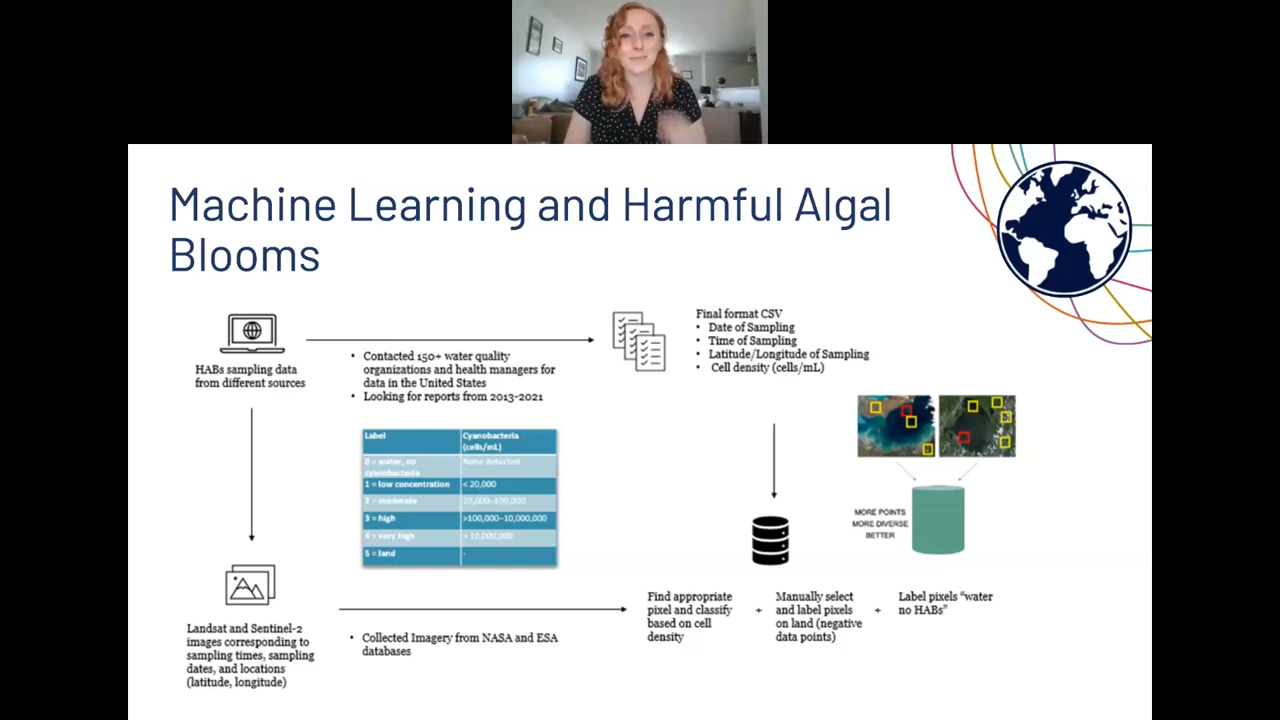 Machine Learning and Harmful Algal
Blooms
HABs sampling data
from different sources
• Contacted 150+ water quality
organizations and health managers for
data in the United States
• Looking for reports from 2013-2021
Final format CSV
• Date of Sampling
• Time of Sampling
• Latitude/Longitude of Sampling
• Cell density (cells/mL)
Label Cyanobacteria
(cells/mL)
0 = water, no None detected
cyanobacteria
1 = low concentration < 20,000
2 = moderate 20,000–100,000
3 = high >100,000–10,000,000
4 = very high > 10,000,000
5 = land -
MORE POINTS
MORE DIVERSE
BETTER
Landsat and Sentinel-2
images corresponding to
sampling times, sampling
dates, and locations
(latitude, longitude)
• Collected Imagery from NASA and ESA
databases
Find appropriate
pixel and classify
based on cell
density
+
Manually select
and label pixels
on land (negative
data points)
+
Label pixels “water
no HABs”